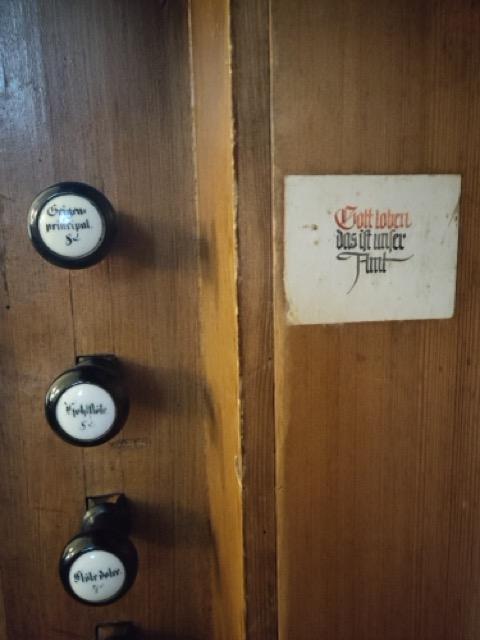 Geigen-
principal.
8'
Hohlflöte.
8'
Flöte dolce.
Gott loben
das ist unser
Amt